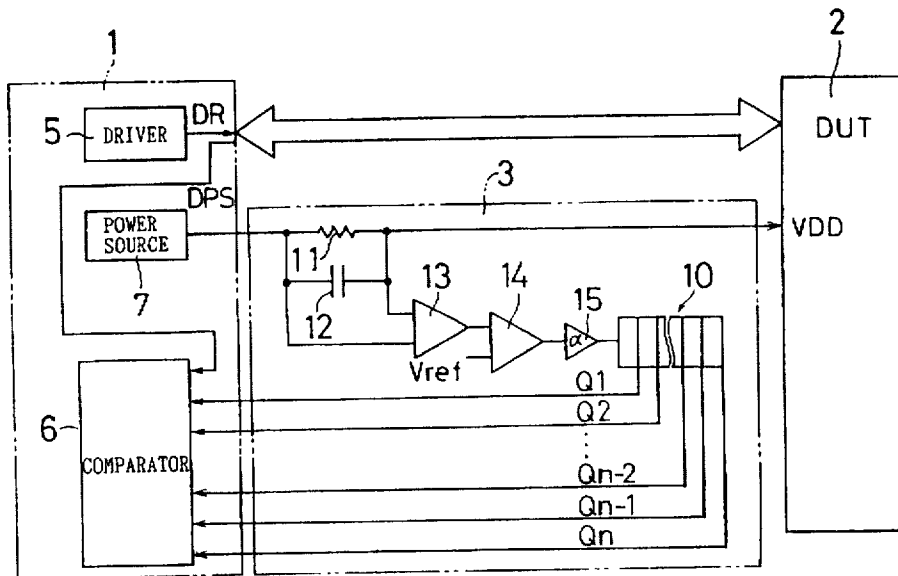 1
2
5
DRIVER
DR
DUT
DPS
3
POWER
SOURCE
7
VDD
11
12
13
14
15
10
α
Vref
Q1
Q2
Qn-2
Qn-1
Qn
6
COMPARATOR